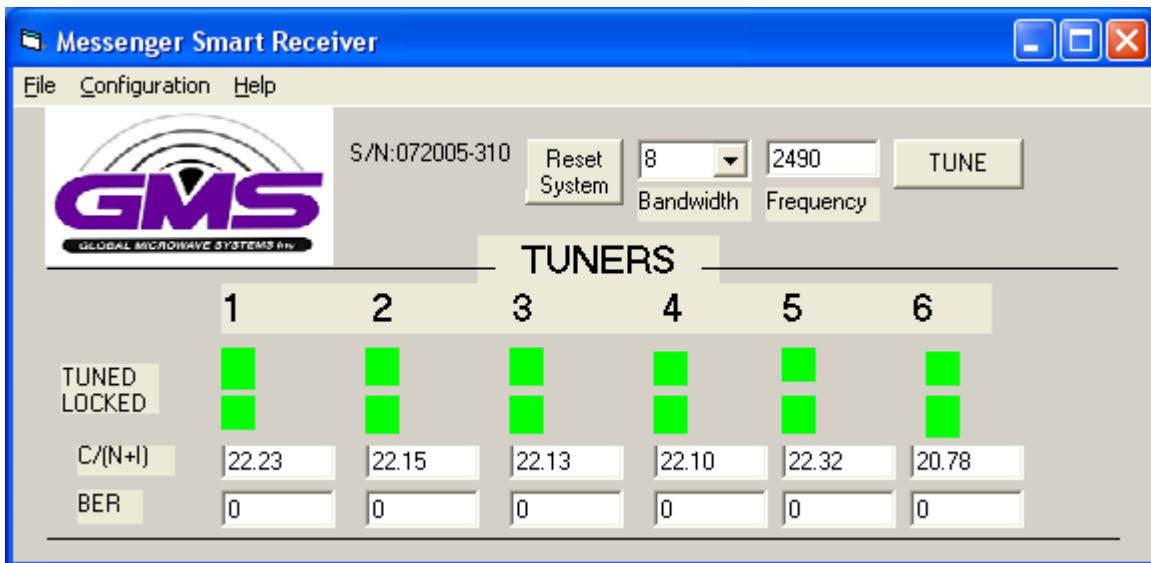 Messenger Smart Receiver
File Configuration Help
GMS
GLOBAL MICROWAVE SYSTEMS Inc
S/N:072005-310
Reset
System
8
Bandwidth
2490
Frequency
TUNE
TUNERS
1 2 3 4 5 6
TUNED
LOCKED
C/(N+I) 22.23 22.15 22.13 22.10 22.32 20.78
BER 0 0 0 0 0 0